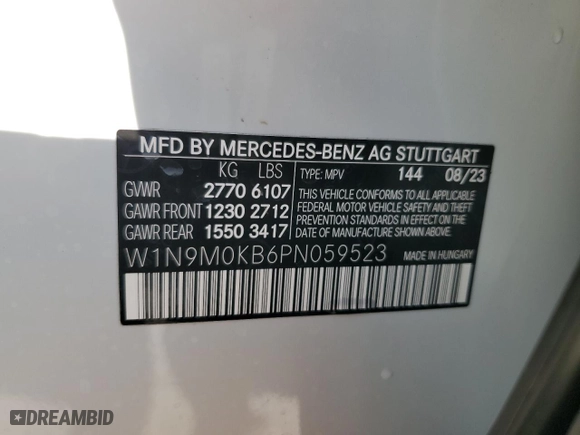 MFD BY MERCEDES-BENZ AG STUTTGART
KG LBS TYPE: MPV 144 08/23
GVWR 2770 6107
GAWR FRONT 1230 2712
GAWR REAR 1550 3417
THIS VEHICLE CONFORMS TO ALL APPLICABLE
FEDERAL MOTOR VEHICLE SAFETY AND THEFT
PREVENTION STANDARDS IN EFFECT ON THE
DATE OF MANUFACTURE SHOWN ABOVE.
W1N9M0KB6PN059523
MADE IN HUNGARY
DREAMBID